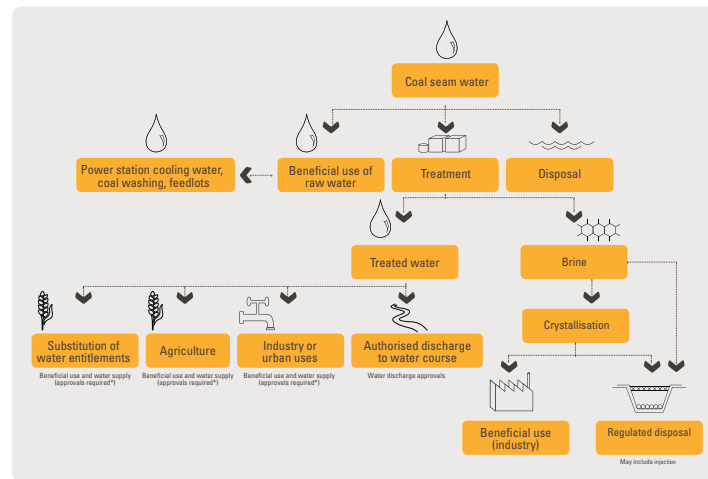 Coal seam water
Power station cooling water,
coal washing, feedlots
Beneficial use of
raw water
Treatment
Disposal
Treated water
Brine
Crystallisation
Substitution of
water entitlements
Beneficial use and water supply
(approvals required*)
Agriculture
Beneficial use and water supply
(approvals required*)
Industry or
urban uses
Beneficial use and water supply
(approvals required*)
Authorised discharge
to water course
Water discharge approvals
Beneficial use
(industry)
Regulated disposal
May include injection